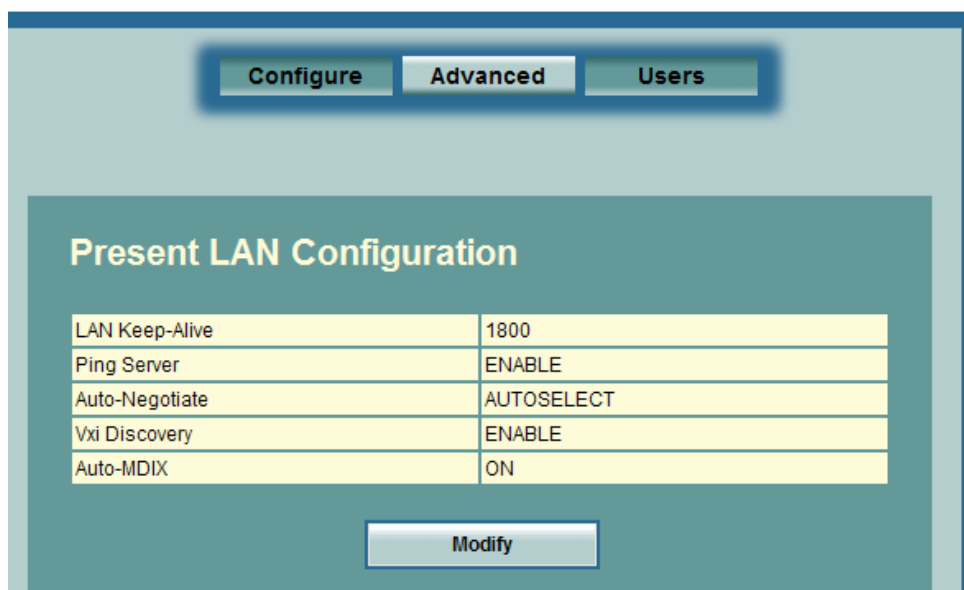 Configure Advanced Users
Present LAN Configuration
LAN Keep-Alive 1800
Ping Server ENABLE
Auto-Negotiate AUTOSELECT
Vxi Discovery ENABLE
Auto-MDIX ON
Modify